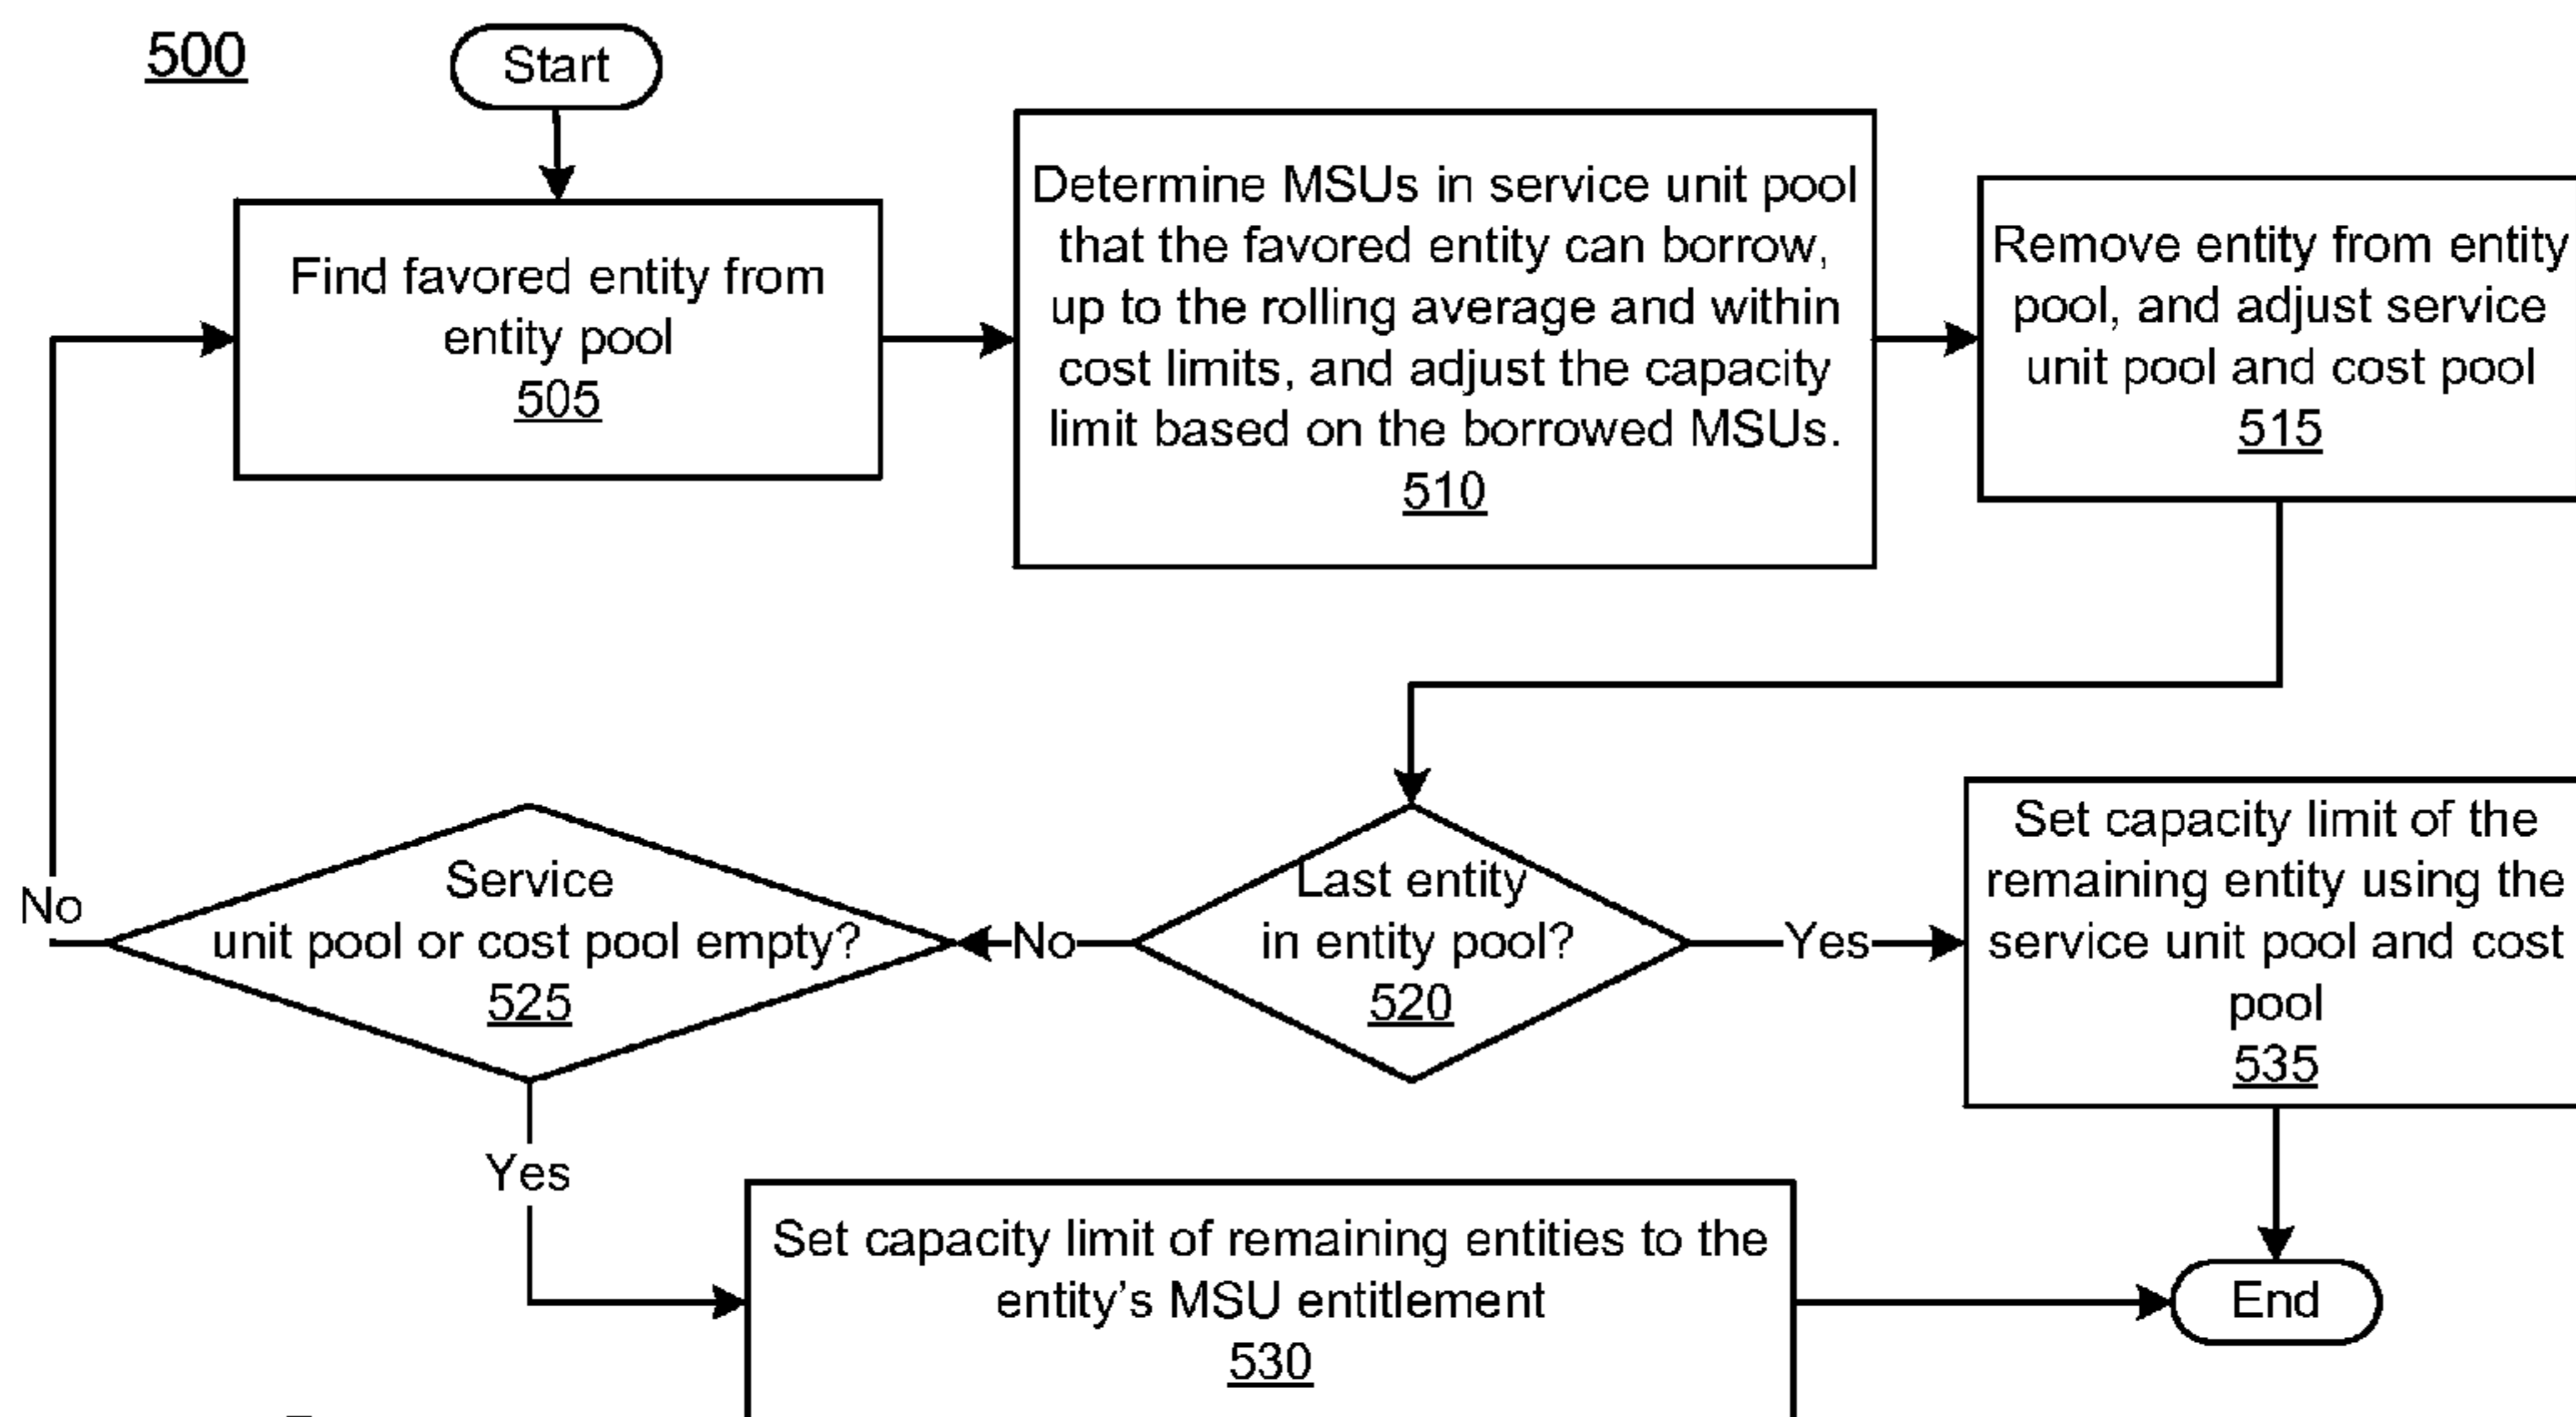 500
Start
Find favored entity from
entity pool
505
Determine MSUs in service unit pool
that the favored entity can borrow,
up to the rolling average and within
cost limits, and adjust the capacity
limit based on the borrowed MSUs.
510
Remove entity from entity
pool, and adjust service
unit pool and cost pool
515
Last entity
in entity pool?
520
No
Yes
Service
unit pool or cost pool empty?
525
No
Yes
Set capacity limit of the
remaining entity using the
service unit pool and cost
pool
535
Set capacity limit of remaining entities to the
entity's MSU entitlement
530
End